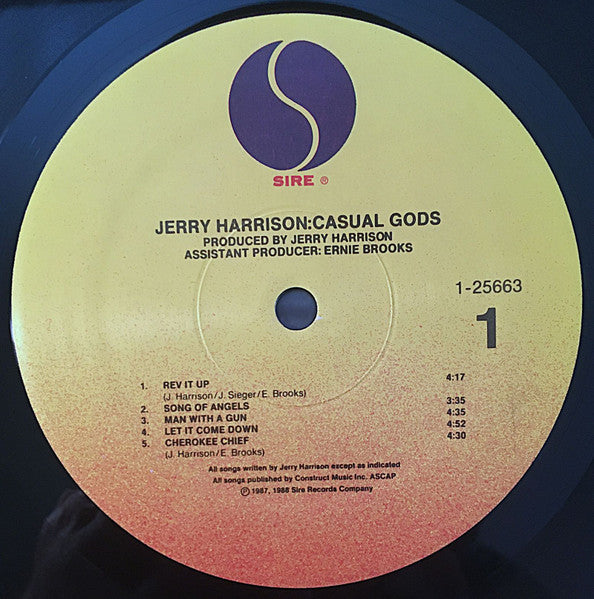 SIRE ®
JERRY HARRISON:CASUAL GODS
PRODUCED BY JERRY HARRISON
ASSISTANT PRODUCER: ERNIE BROOKS
1-25663
1
1. REV IT UP 4:17
(J. Harrison/J. Sieger/E. Brooks)
2. SONG OF ANGELS 3:35
3. MAN WITH A GUN 4:35
4. LET IT COME DOWN 4:52
5. CHEROKEE CHIEF 4:30
(J. Harrison/E. Brooks)
All songs written by Jerry Harrison except as indicated
All songs published by Construct Music Inc. ASCAP
℗ 1987, 1988 Sire Records Company